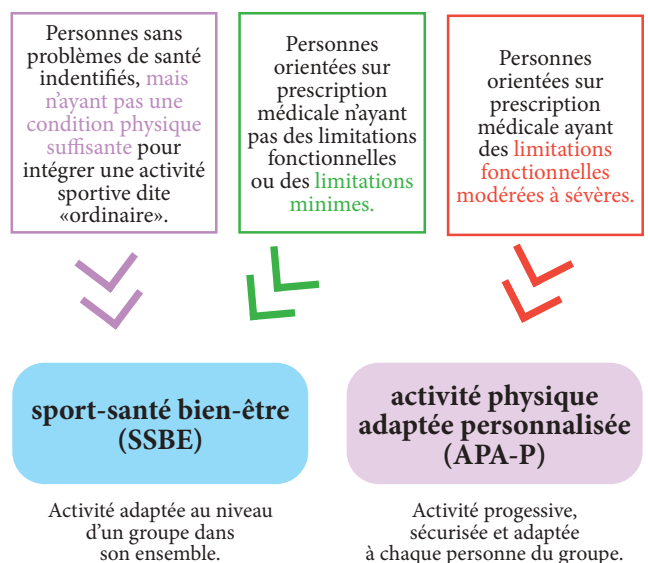 Personnes sans
problèmes de santé
indentifiés, mais
n'ayant pas une
condition physique
suffisante pour
intégrer une activité
sportive dite
«ordinaire».
Personnes
orientées sur
prescription
médicale n'ayant
pas des limitations
fonctionnelles
ou des limitations
minimes.
Personnes
orientées sur
prescription
médicale ayant
des limitations
fonctionnelles
modérées à sévères.
sport-santé bien-être
(SSBE)
Activité adaptée au niveau
d'un groupe dans
son ensemble.
activité physique
adaptée personnalisée
(APA-P)
Activité progessive,
sécurisée et adaptée
à chaque personne du groupe.